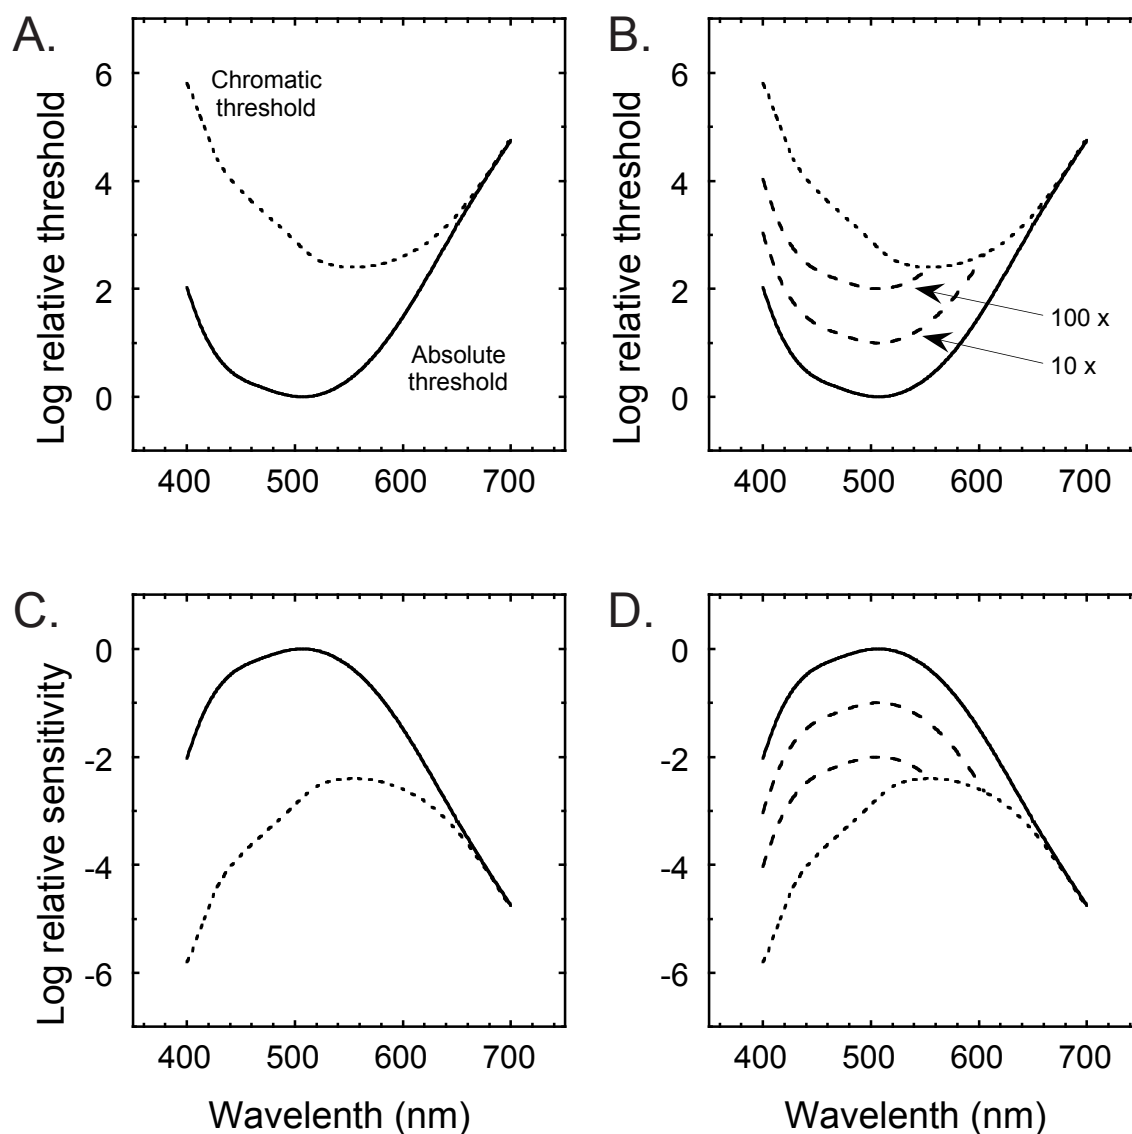 A.
Log relative threshold
6
4
2
0
Chromatic
threshold
Absolute
threshold
400 500 600 700
B.
Log relative threshold
6
4
2
0
100 x
10 x
400 500 600 700
C.
Log relative sensitivity
0
-2
-4
-6
400 500 600 700
Wavelenth (nm)
D.
0
-2
-4
-6
400 500 600 700
Wavelenth (nm)